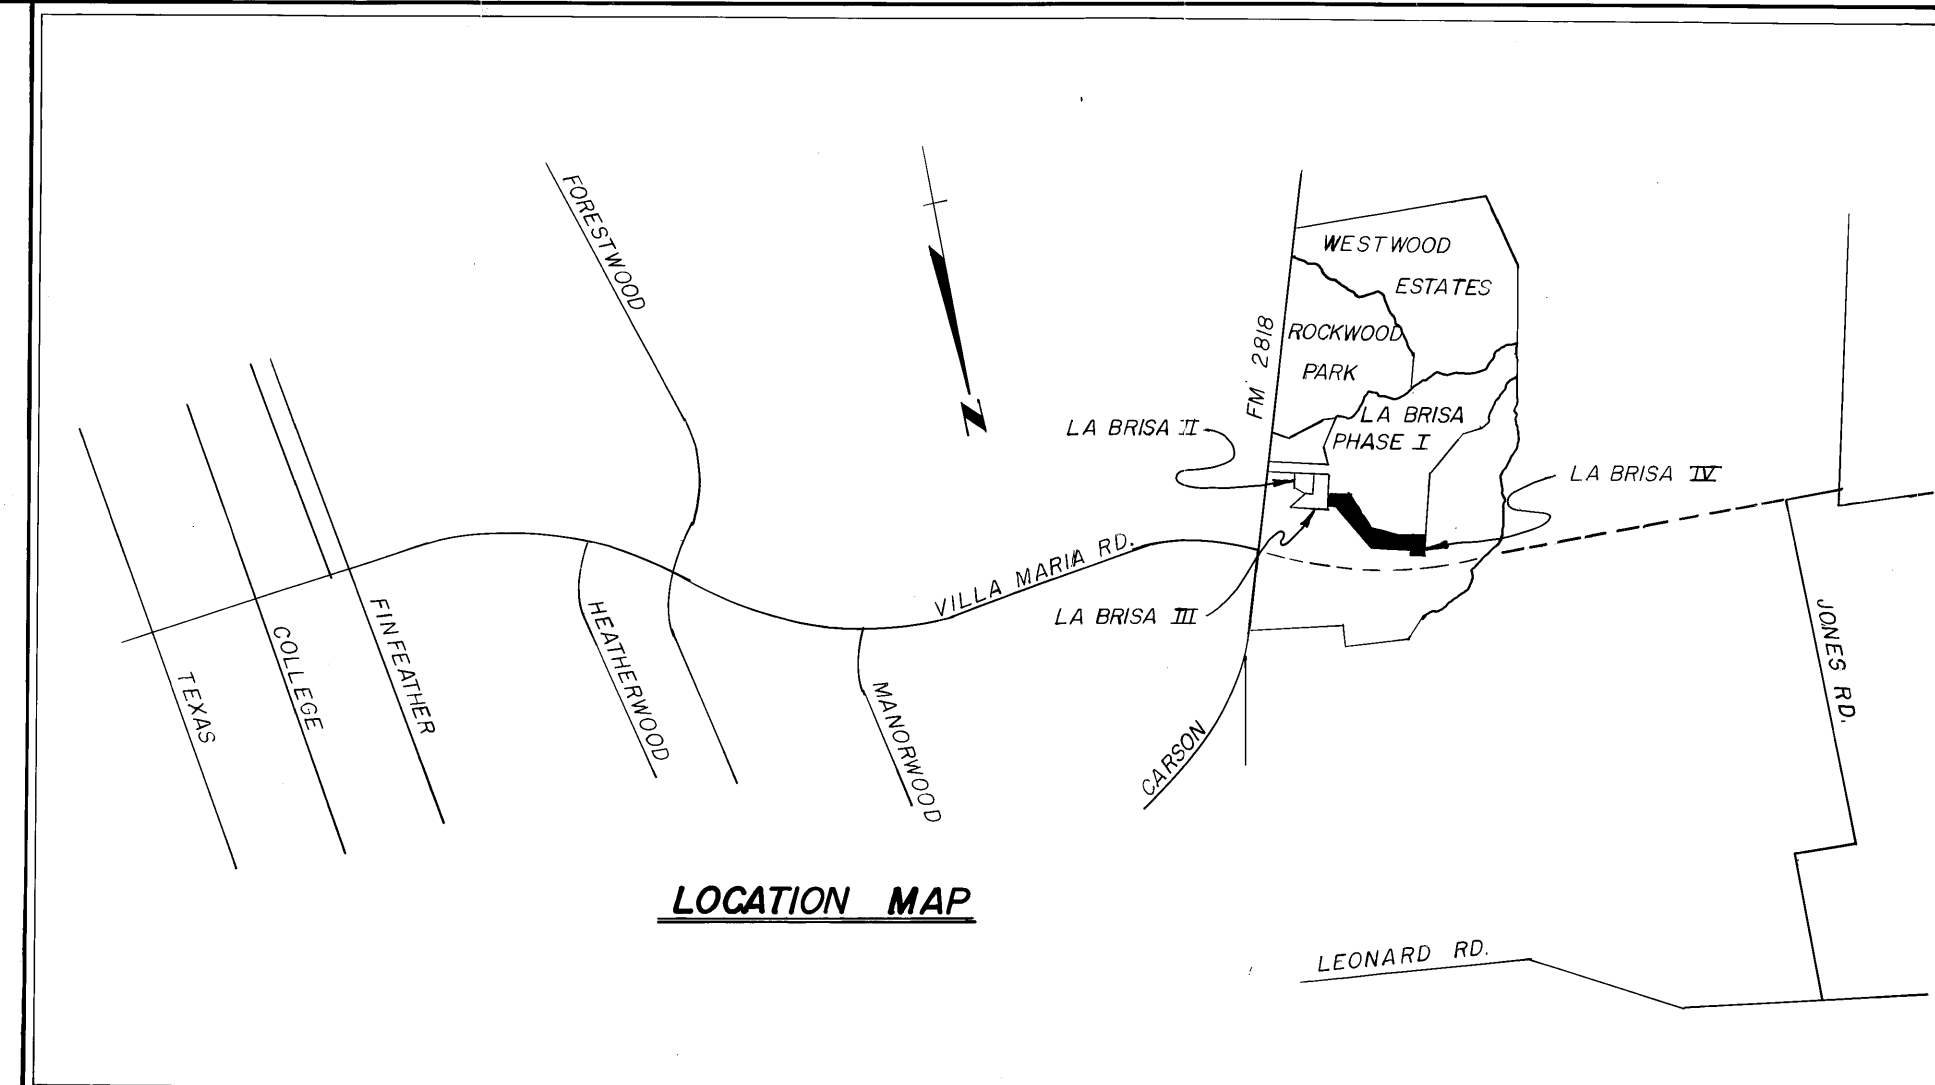 FORESTWOOD
WESTWOOD
ESTATES
FM 2818
ROCKWOOD
PARK
LA BRISA II
LA BRISA
PHASE I
LA BRISA IV
N
VILLA MARIA RD.
LA BRISA III
FINFEATHER
HEATHERWOOD
COLLEGE
TEXAS
MANORWOOD
CARSON
JONES RD.
LOCATION MAP
LEONARD RD.